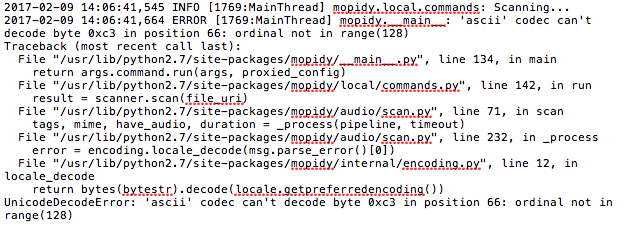 2017-02-09 14:06:41,545 INFO [1769:MainThread] mopidy.local.commands: Scanning...
2017-02-09 14:06:41,664 ERROR [1769:MainThread] mopidy.__main__: 'ascii' codec can't
decode byte 0xc3 in position 66: ordinal not in range(128)
Traceback (most recent call last):
  File "/usr/lib/python2.7/site-packages/mopidy/__main__.py", line 134, in main
    return args.command.run(args, proxied_config)
  File "/usr/lib/python2.7/site-packages/mopidy/local/commands.py", line 142, in run
    result = scanner.scan(file_uri)
  File "/usr/lib/python2.7/site-packages/mopidy/audio/scan.py", line 71, in scan
    tags, mime, have_audio, duration = _process(pipeline, timeout)
  File "/usr/lib/python2.7/site-packages/mopidy/audio/scan.py", line 232, in _process
    error = encoding.locale_decode(msg.parse_error()[0])
  File "/usr/lib/python2.7/site-packages/mopidy/internal/encoding.py", line 12, in
locale_decode
    return bytes(bytestr).decode(locale.getpreferredencoding())
UnicodeDecodeError: 'ascii' codec can't decode byte 0xc3 in position 66: ordinal not in
range(128)